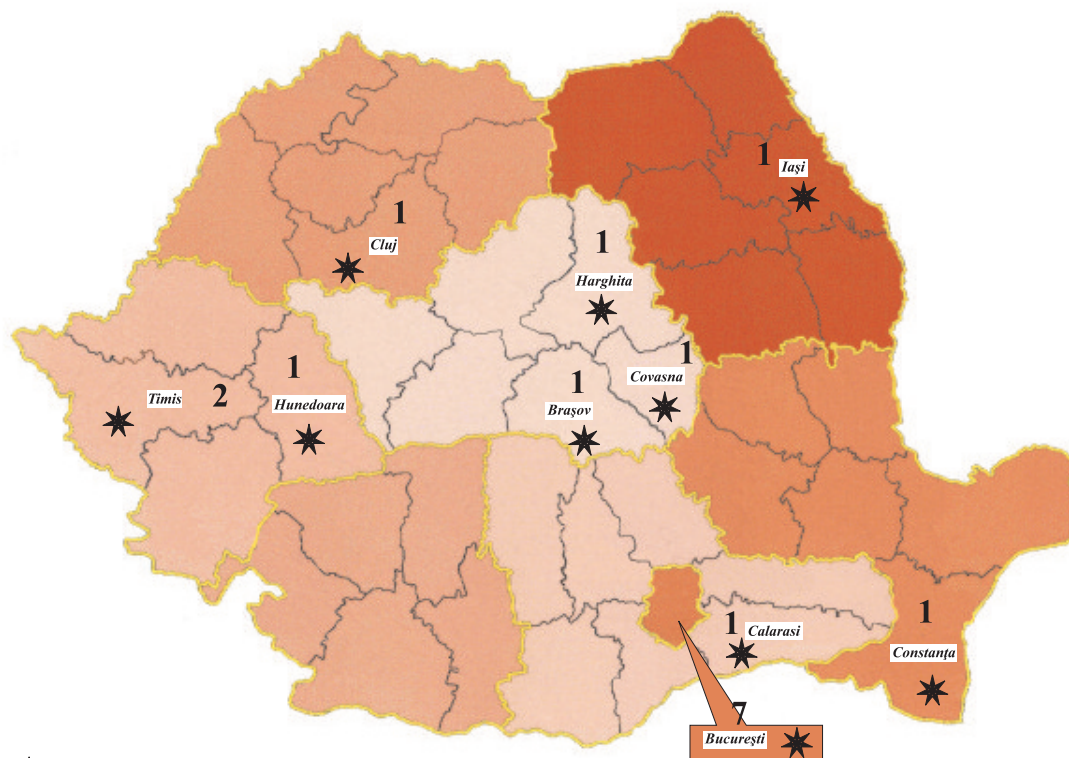 1
Iaşi
1
Cluj
1
Harghita
1
Covasna
1
Hunedoara
Timis
2
1
Braşov
1
Calarasi
1
Constanţa
7
Bucureşti